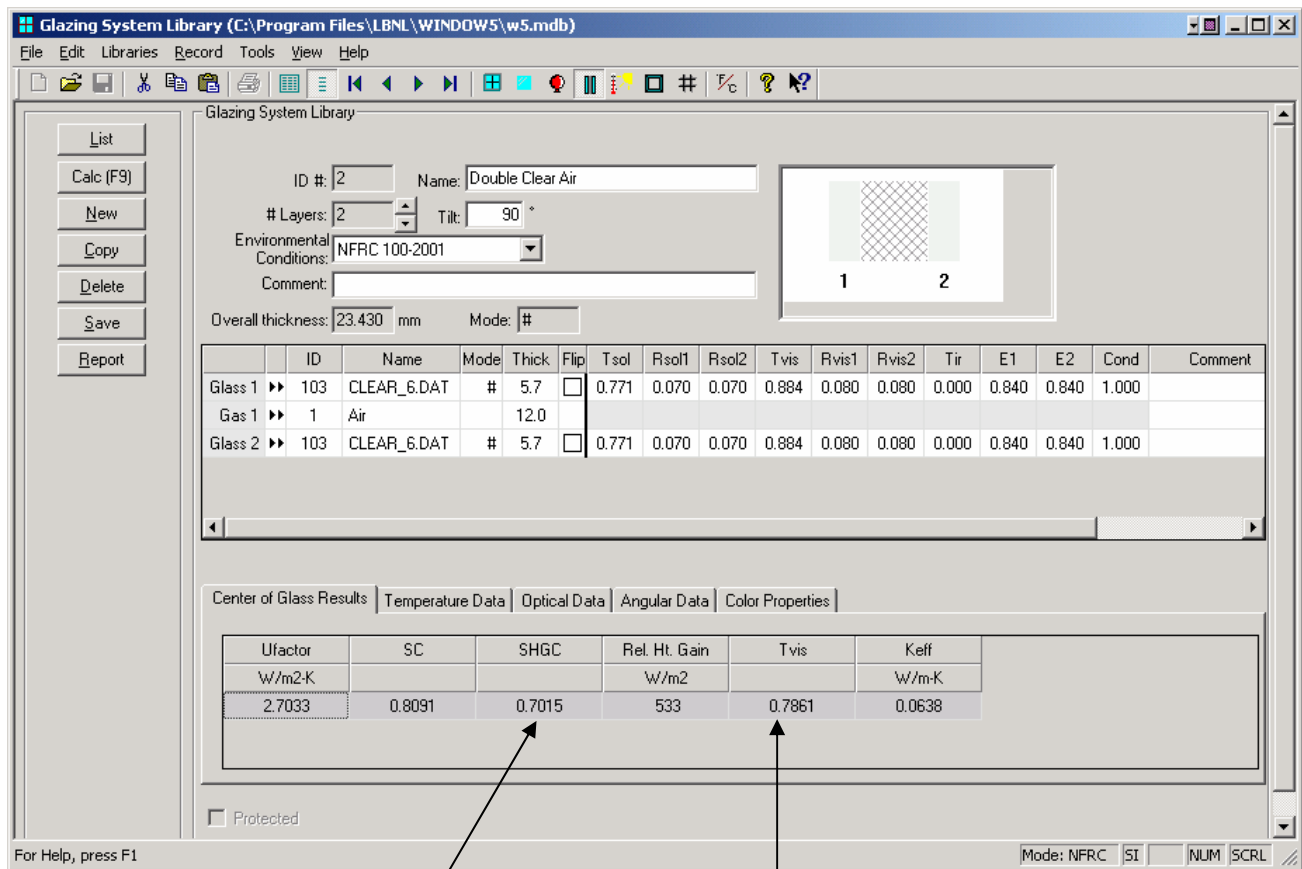 Glazing System Library (C:\Program Files\LBNL\WINDOW5\w5.mdb)
File Edit Libraries Record Tools View Help
Glazing System Library
List
Calc (F9)
New
Copy
Delete
Save
Report
ID #: 2 Name: Double Clear Air
# Layers: 2 Tilt: 90 °
Environmental Conditions: NFRC 100-2001
Comment:
1 2
Overall thickness: 23.430 mm Mode: #
ID Name Mode Thick Flip Tsol Rsol1 Rsol2 Tvis Rvis1 Rvis2 Tir E1 E2 Cond Comment
Glass 1 103 CLEAR_6.DAT # 5.7 0.771 0.070 0.070 0.884 0.080 0.080 0.000 0.840 0.840 1.000
Gas 1 1 Air 12.0
Glass 2 103 CLEAR_6.DAT # 5.7 0.771 0.070 0.070 0.884 0.080 0.080 0.000 0.840 0.840 1.000
Center of Glass Results Temperature Data Optical Data Angular Data Color Properties
Ufactor SC SHGC Rel. Ht. Gain Tvis Keff
W/m2-K W/m2 W/m-K
2.7033 0.8091 0.7015 533 0.7861 0.0638
Protected
For Help, press F1 Mode: NFRC SI NUM SCRL